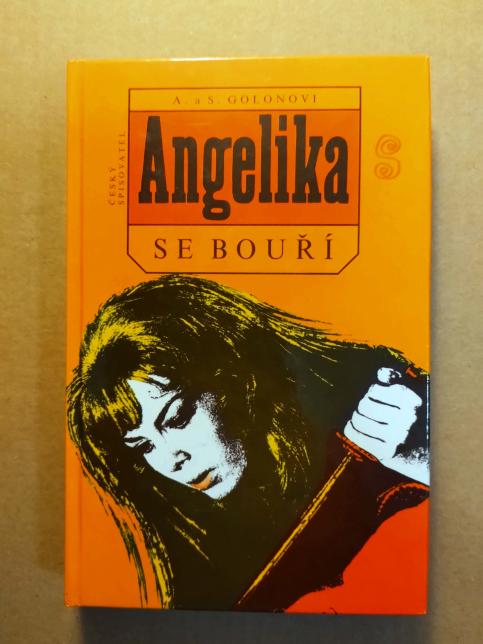 A. a S. GOLONOVI
Angelika
SE BOUŘÍ
ČESKÝ
SPISOVATEL